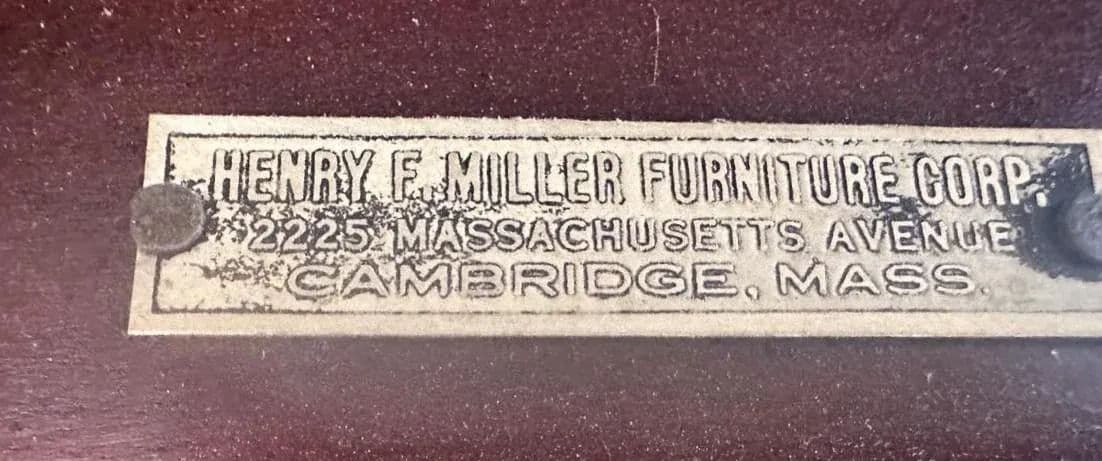 HENRY F. MILLER FURNITURE CORP.
2225 MASSACHUSETTS AVENUE
CAMBRIDGE, MASS.